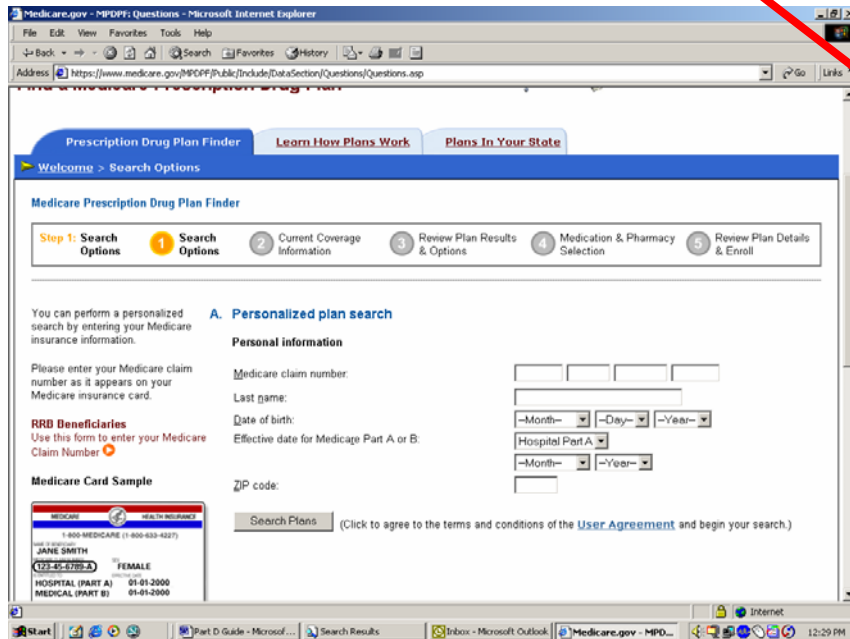 Medicare.gov - MPDPF: Questions - Microsoft Internet Explorer
File Edit View Favorites Tools Help
Back Search Favorites History
Address https://www.medicare.gov/MPDPF/Public/Include/DataSection/Questions/Questions.asp Go Links
Find a Medicare Prescription Drug Plan
Prescription Drug Plan Finder Learn How Plans Work Plans In Your State
Welcome > Search Options
Medicare Prescription Drug Plan Finder
Step 1: Search Options 1 Search Options 2 Current Coverage Information 3 Review Plan Results & Options 4 Medication & Pharmacy Selection 5 Review Plan Details & Enroll
You can perform a personalized
search by entering your Medicare
insurance information.
Please enter your Medicare claim
number as it appears on your
Medicare insurance card.
RRB Beneficiaries
Use this form to enter your Medicare
Claim Number
Medicare Card Sample
MEDICARE HEALTH INSURANCE
1-800-MEDICARE (1-800-633-4227)
JANE SMITH
123-45-6789-A FEMALE
HOSPITAL (PART A) 01-01-2000
MEDICAL (PART B) 01-01-2000
A. Personalized plan search
Personal information
Medicare claim number:
Last name:
Date of birth: –Month– –Day– –Year–
Effective date for Medicare Part A or B: Hospital Part A
–Month– –Year–
ZIP code:
Search Plans (Click to agree to the terms and conditions of the User Agreement and begin your search.)
Internet
Start Part D Guide - Microsof... Search Results Inbox - Microsoft Outlook Medicare.gov - MPD... 12:29 PM